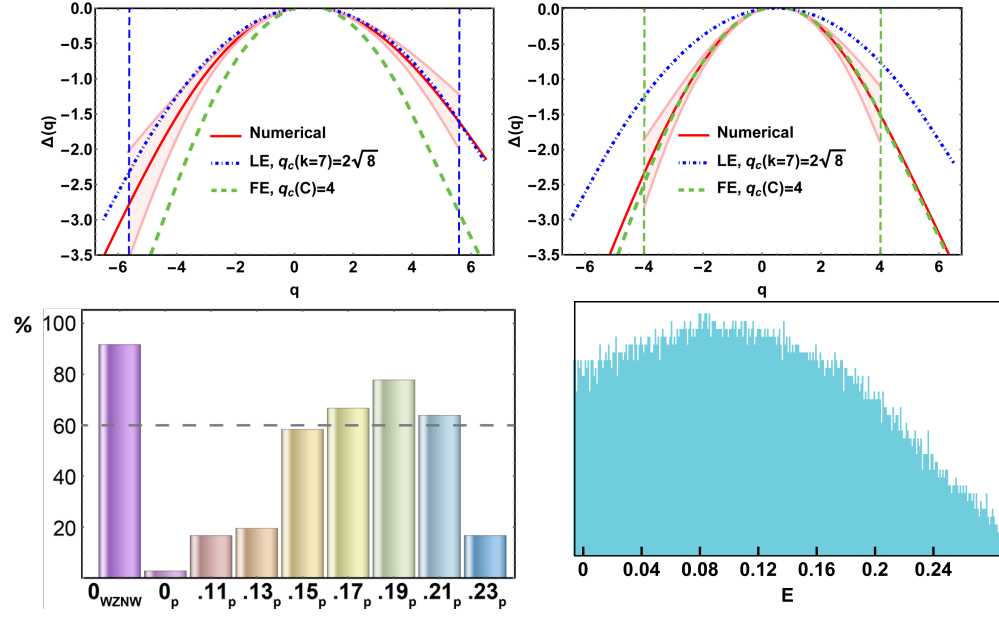 0.0
−0.5
−1.0
−1.5
−2.0
−2.5
−3.0
−3.5
Δ(q)
Numerical
LE, q_c(k=7)=2√8
FE, q_c(C)=4
−6 −4 −2 0 2 4 6
q
0.0
−0.5
−1.0
−1.5
−2.0
−2.5
−3.0
−3.5
Δ(q)
Numerical
LE, q_c(k=7)=2√8
FE, q_c(C)=4
−6 −4 −2 0 2 4 6
q
%
100
80
60
40
20
0_WZNW 0_p .11_p .13_p .15_p .17_p .19_p .21_p .23_p
0 0.04 0.08 0.12 0.16 0.2 0.24
E